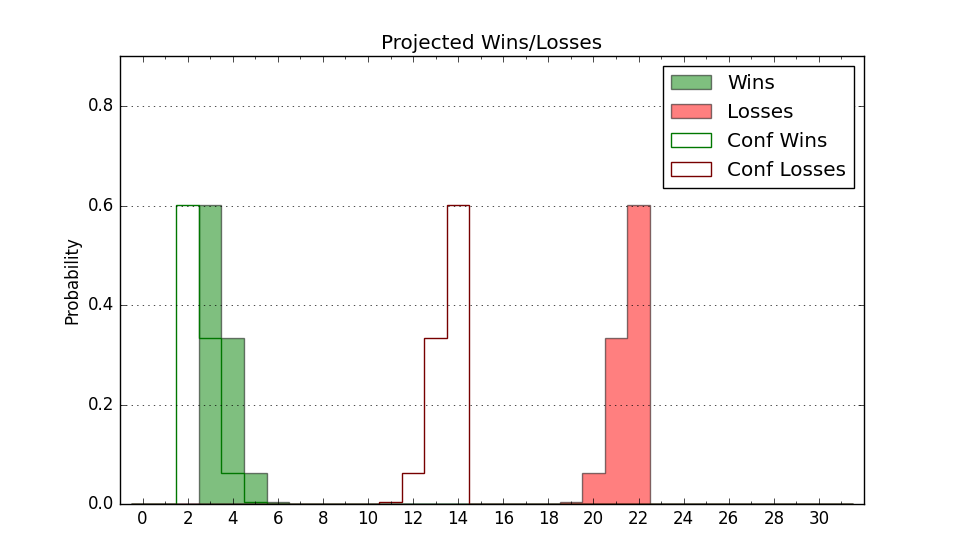 Projected Wins/Losses
Wins
Losses
Conf Wins
Conf Losses
Probability
0.8
0.6
0.4
0.2
0.0
0 2 4 6 8 10 12 14 16 18 20 22 24 26 28 30